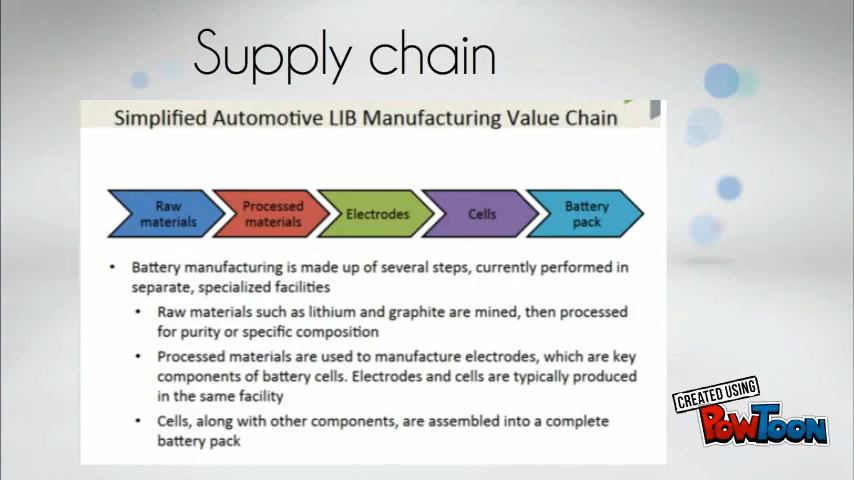 Supply chain
Simplified Automotive LIB Manufacturing Value Chain
Raw
materials
Processed
materials
Electrodes
Cells
Battery
pack
• Battery manufacturing is made up of several steps, currently performed in
separate, specialized facilities
• Raw materials such as lithium and graphite are mined, then processed
for purity or specific composition
• Processed materials are used to manufacture electrodes, which are key
components of battery cells. Electrodes and cells are typically produced
in the same facility
• Cells, along with other components, are assembled into a complete
battery pack
CREATED USING
POWTOON